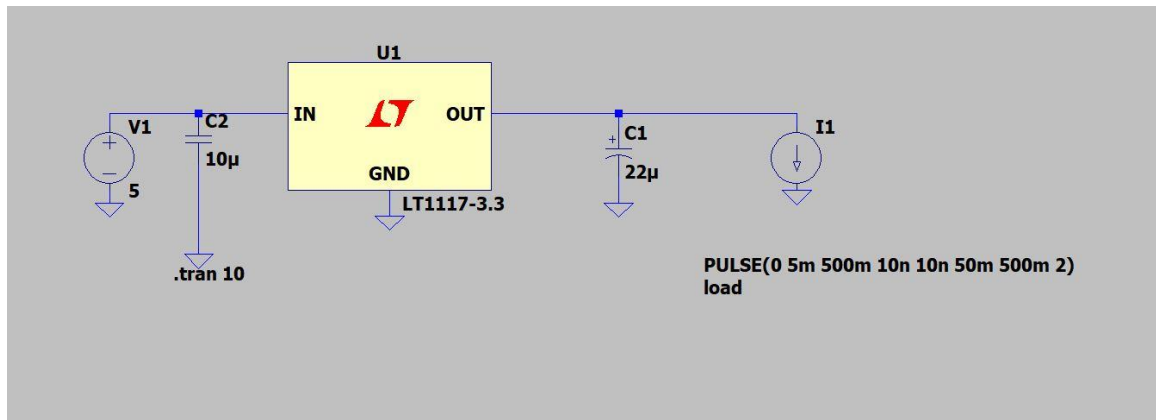 U1
IN
OUT
GND
LT1117-3.3
V1
5
C2
10µ
.tran 10
C1
22µ
I1
PULSE(0 5m 500m 10n 10n 50m 500m 2)
load